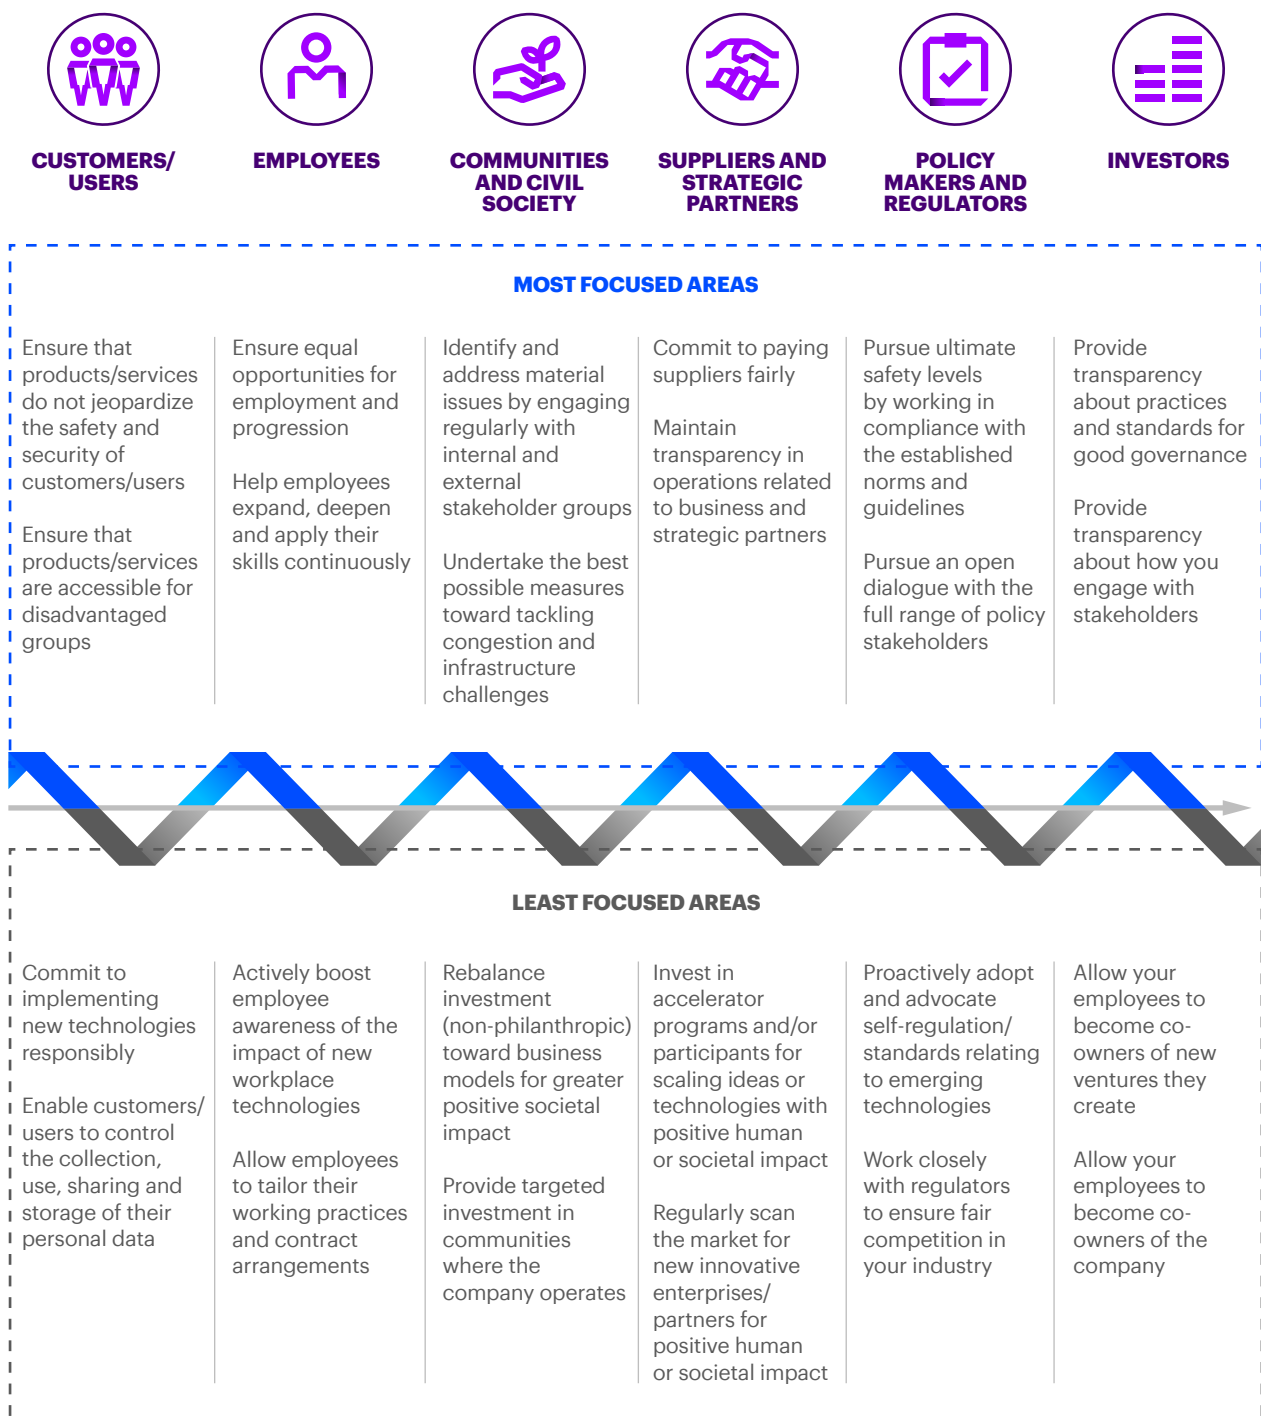 CUSTOMERS/
USERS
EMPLOYEES
COMMUNITIES
AND CIVIL
SOCIETY
SUPPLIERS AND
STRATEGIC
PARTNERS
POLICY
MAKERS AND
REGULATORS
INVESTORS
MOST FOCUSED AREAS
Ensure that
products/services
do not jeopardize
the safety and
security of
customers/users
Ensure that
products/services
are accessible for
disadvantaged
groups
Ensure equal
opportunities for
employment and
progression
Help employees
expand, deepen
and apply their
skills continuously
Identify and
address material
issues by engaging
regularly with
internal and
external
stakeholder groups
Undertake the best
possible measures
toward tackling
congestion and
infrastructure
challenges
Commit to paying
suppliers fairly
Maintain
transparency in
operations related
to business and
strategic partners
Pursue ultimate
safety levels
by working in
compliance with
the established
norms and
guidelines
Pursue an open
dialogue with the
full range of policy
stakeholders
Provide
transparency
about practices
and standards for
good governance
Provide
transparency
about how you
engage with
stakeholders
LEAST FOCUSED AREAS
Commit to
implementing
new technologies
responsibly
Enable customers/
users to control
the collection,
use, sharing and
storage of their
personal data
Actively boost
employee
awareness of the
impact of new
workplace
technologies
Allow employees
to tailor their
working practices
and contract
arrangements
Rebalance
investment
(non-philanthropic)
toward business
models for greater
positive societal
impact
Provide targeted
investment in
communities
where the
company operates
Invest in
accelerator
programs and/or
participants for
scaling ideas or
technologies with
positive human
or societal impact
Regularly scan
the market for
new innovative
enterprises/
partners for
positive human
or societal impact
Proactively adopt
and advocate
self-regulation/
standards relating
to emerging
technologies
Work closely
with regulators
to ensure fair
competition in
your industry
Allow your
employees to
become co-
owners of new
ventures they
create
Allow your
employees to
become co-
owners of the
company